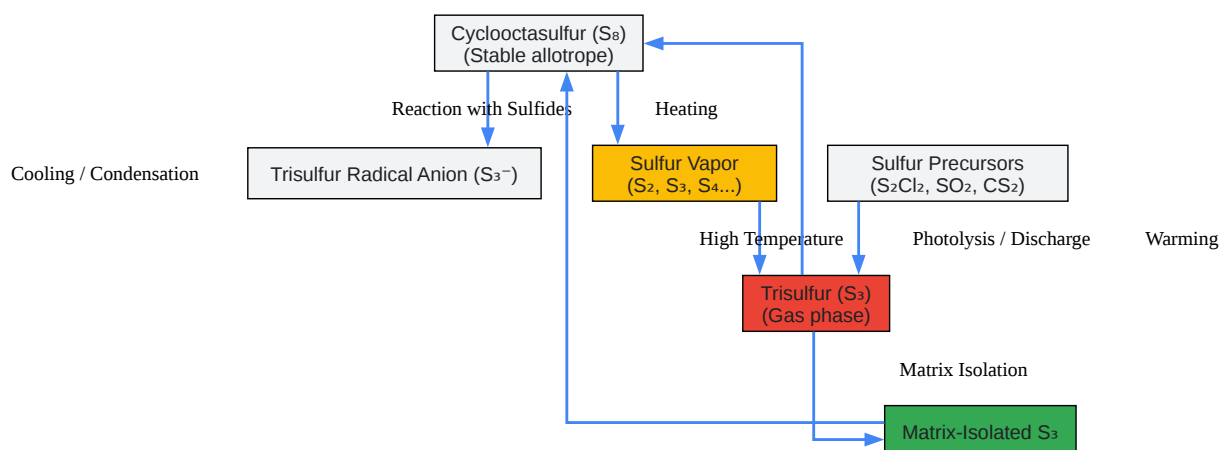 Cyclooctasulfur (S₈)
(Stable allotrope)
Reaction with Sulfides
Heating
Cooling / Condensation
Trisulfur Radical Anion (S₃⁻)
Sulfur Vapor
(S₂, S₃, S₄...)
Sulfur Precursors
(S₂Cl₂, SO₂, CS₂)
High Temperature
Photolysis / Discharge
Warming
Trisulfur (S₃)
(Gas phase)
Matrix Isolation
Matrix-Isolated S₃